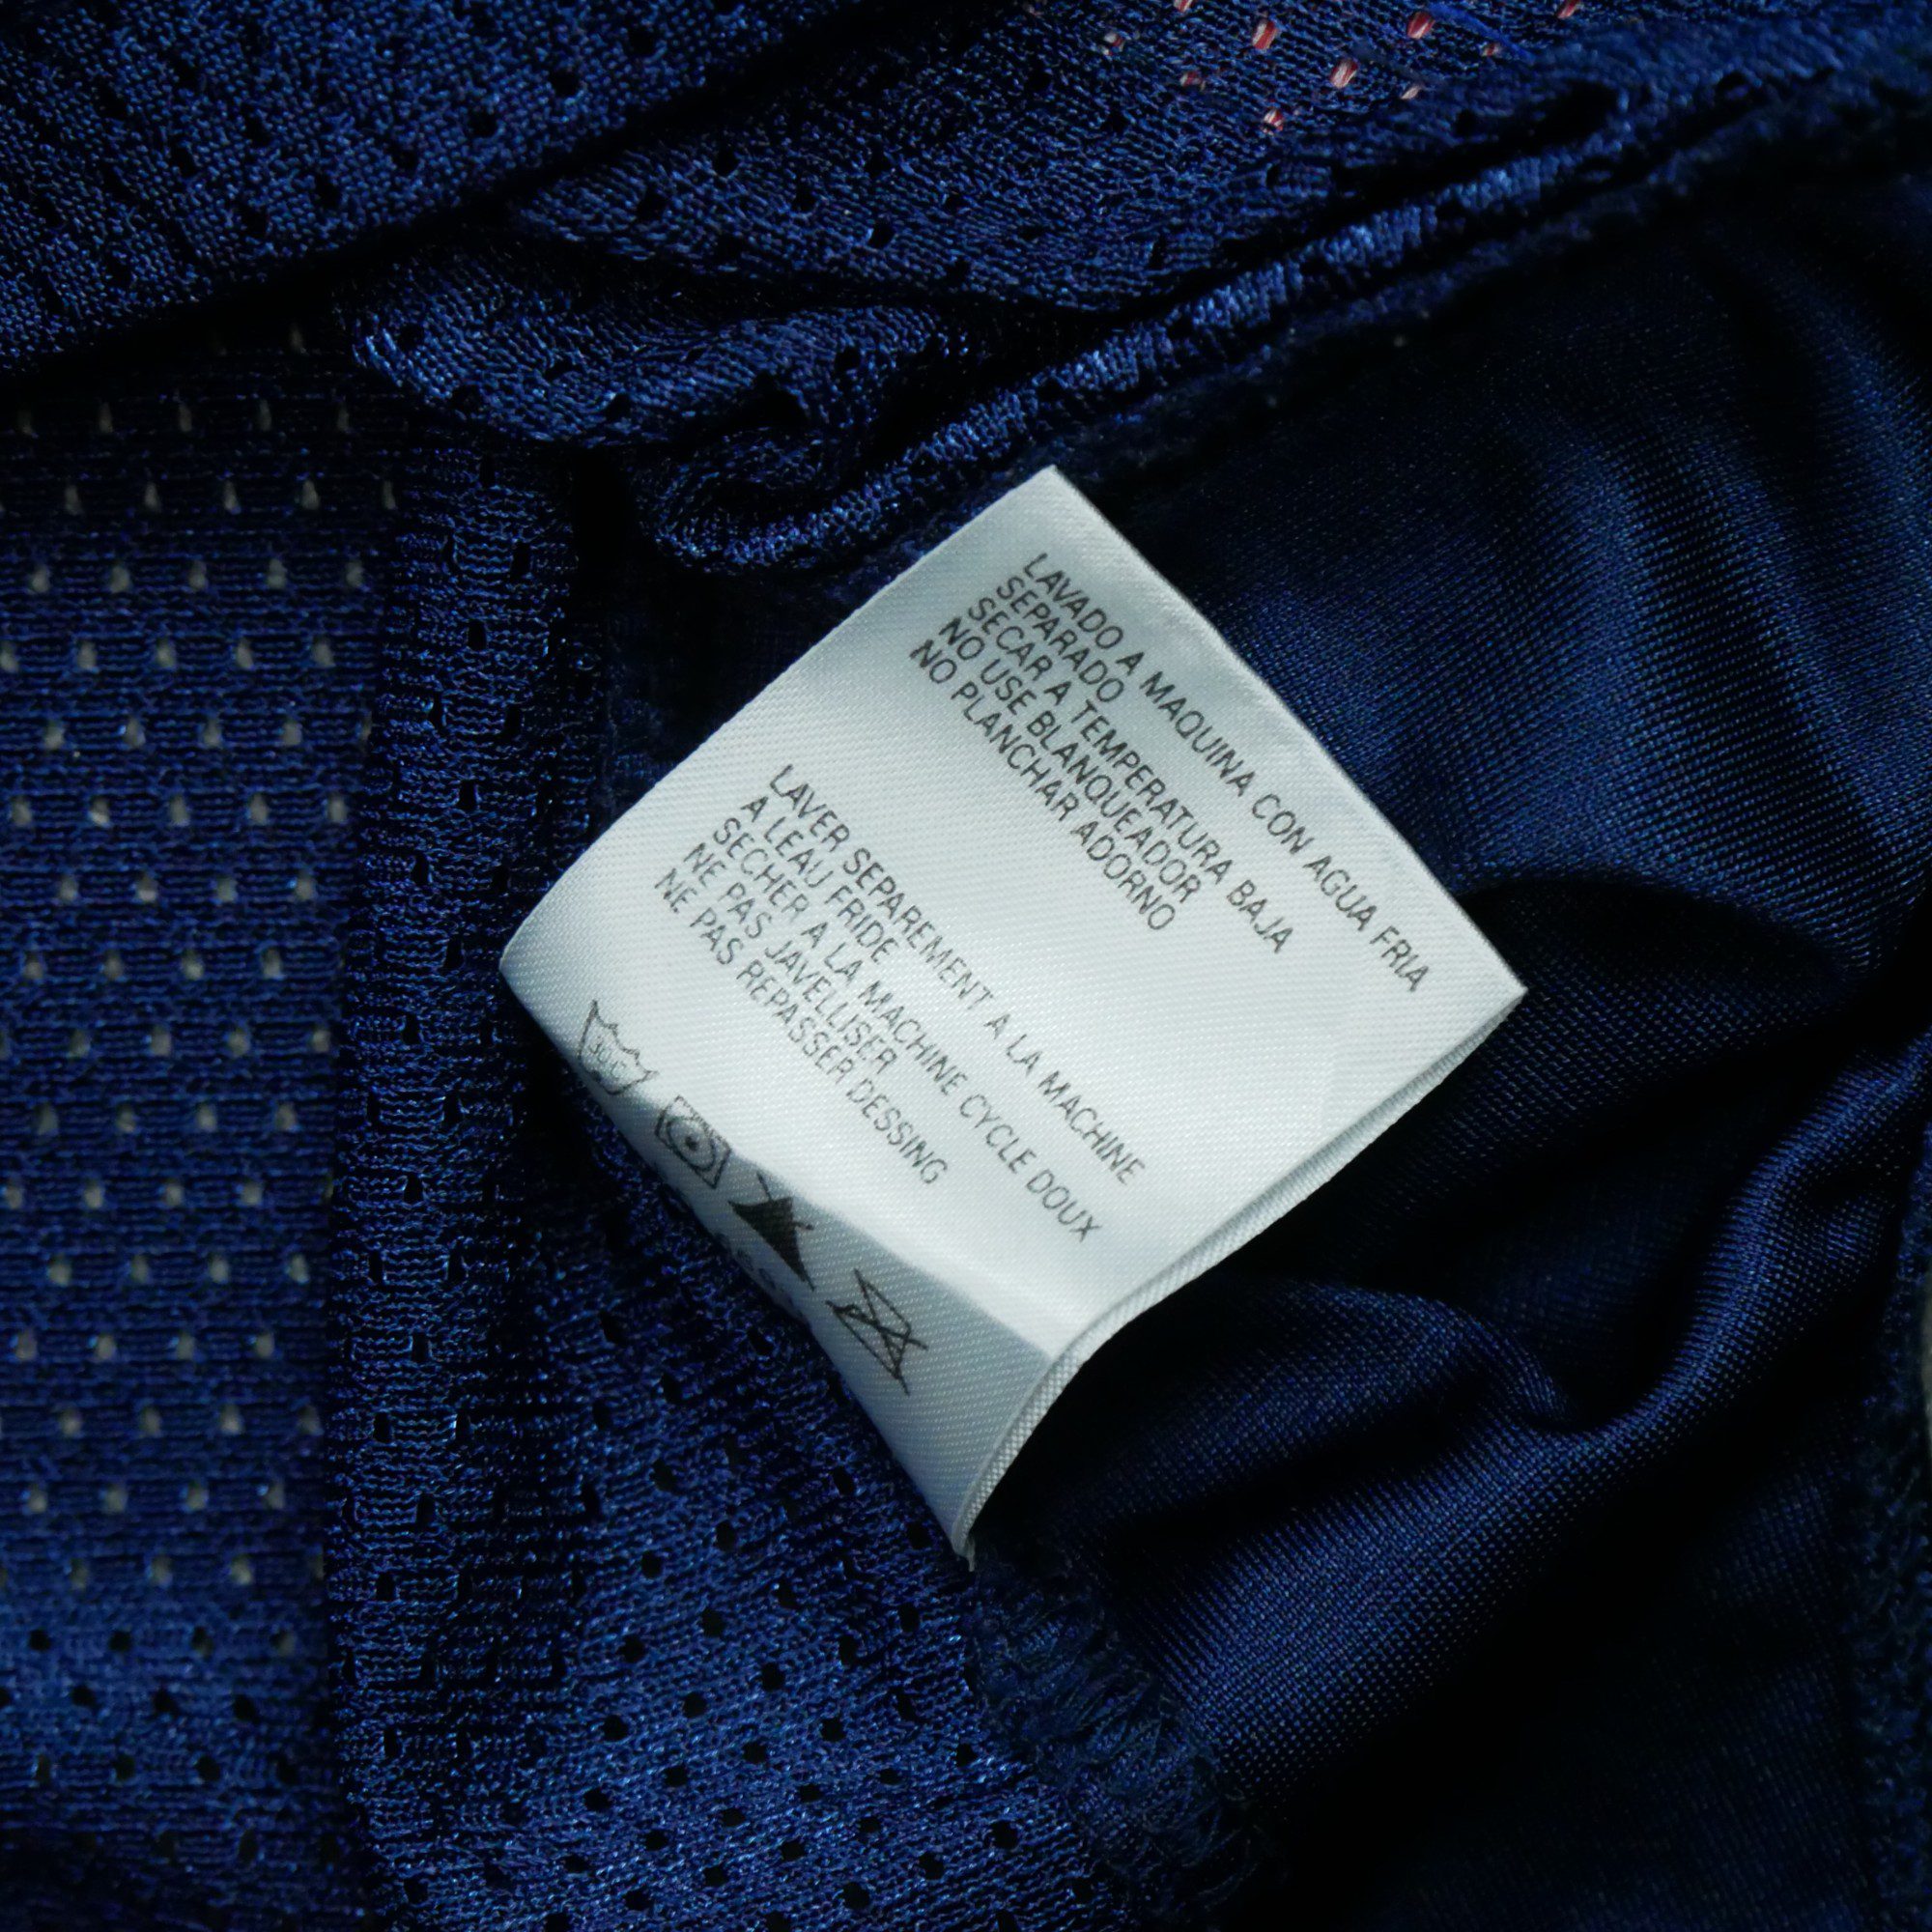 LAVADO A MAQUINA CON AGUA FRIA
SEPARADO
SECAR A TEMPERATURA BAJA
NO USE BLANQUEADOR
NO PLANCHAR ADORNO
LAVER SEPAREMENT A LA MACHINE
A LEAU FRIDE
SECHER A LA MACHINE CYCLE DOUX
NE PAS JAVELLISER
NE PAS REPASSER DESSING
30°C